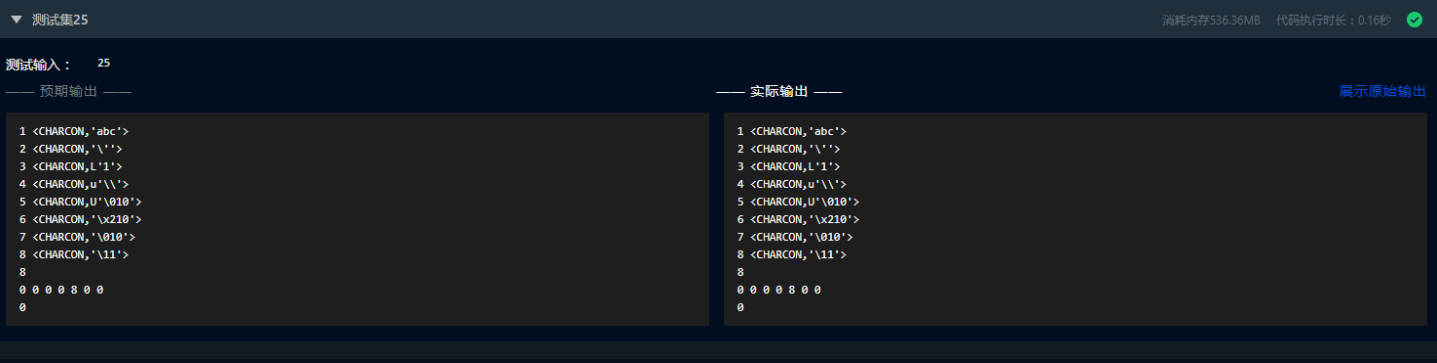 测试集25 消耗内存536.36MB 代码执行时长：0.16秒
测试输入： 25
—— 预期输出 ——
1 <CHARCON,'abc'>
2 <CHARCON,'\''>
3 <CHARCON,L'1'>
4 <CHARCON,u'\\'>
5 <CHARCON,U'\010'>
6 <CHARCON,'\x210'>
7 <CHARCON,'\010'>
8 <CHARCON,'\11'>
8
0 0 0 0 8 0 0
0
—— 实际输出 —— 展示原始输出
1 <CHARCON,'abc'>
2 <CHARCON,'\''>
3 <CHARCON,L'1'>
4 <CHARCON,u'\\'>
5 <CHARCON,U'\010'>
6 <CHARCON,'\x210'>
7 <CHARCON,'\010'>
8 <CHARCON,'\11'>
8
0 0 0 0 8 0 0
0